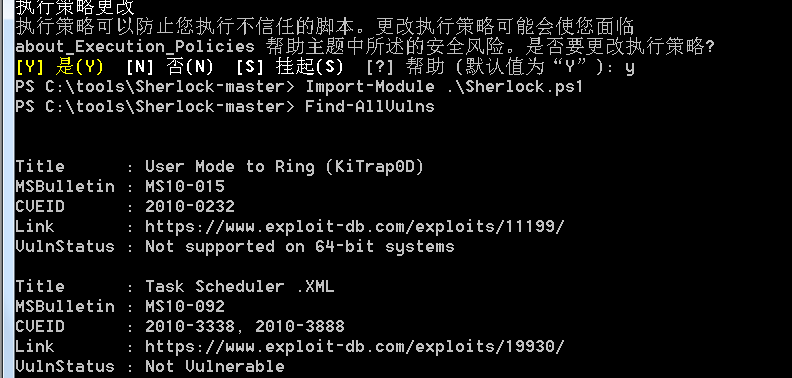 执行策略更改
执行策略可以防止您执行不信任的脚本。更改执行策略可能会使您面临
about_Execution_Policies 帮助主题中所述的安全风险。是否要更改执行策略?
[Y] 是(Y)  [N] 否(N)  [S] 挂起(S)  [?] 帮助 (默认值为“Y”): y
PS C:\tools\Sherlock-master> Import-Module .\Sherlock.ps1
PS C:\tools\Sherlock-master> Find-AllVulns
Title      : User Mode to Ring (KiTrap0D)
MSBulletin : MS10-015
CVEID      : 2010-0232
Link       : https://www.exploit-db.com/exploits/11199/
VulnStatus : Not supported on 64-bit systems
Title      : Task Scheduler .XML
MSBulletin : MS10-092
CVEID      : 2010-3338, 2010-3888
Link       : https://www.exploit-db.com/exploits/19930/
VulnStatus : Not Vulnerable